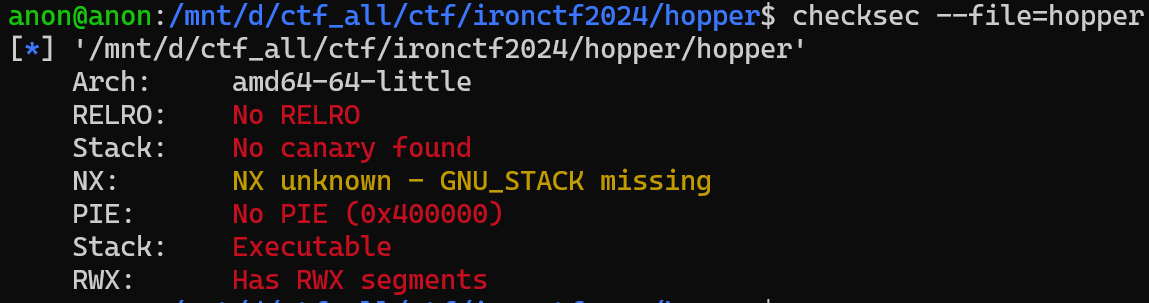 anon@anon:/mnt/d/ctf_all/ctf/ironctf2024/hopper$ checksec --file=hopper
[*] '/mnt/d/ctf_all/ctf/ironctf2024/hopper/hopper'
    Arch:     amd64-64-little
    RELRO:    No RELRO
    Stack:    No canary found
    NX:       NX unknown - GNU_STACK missing
    PIE:      No PIE (0x400000)
    Stack:    Executable
    RWX:      Has RWX segments